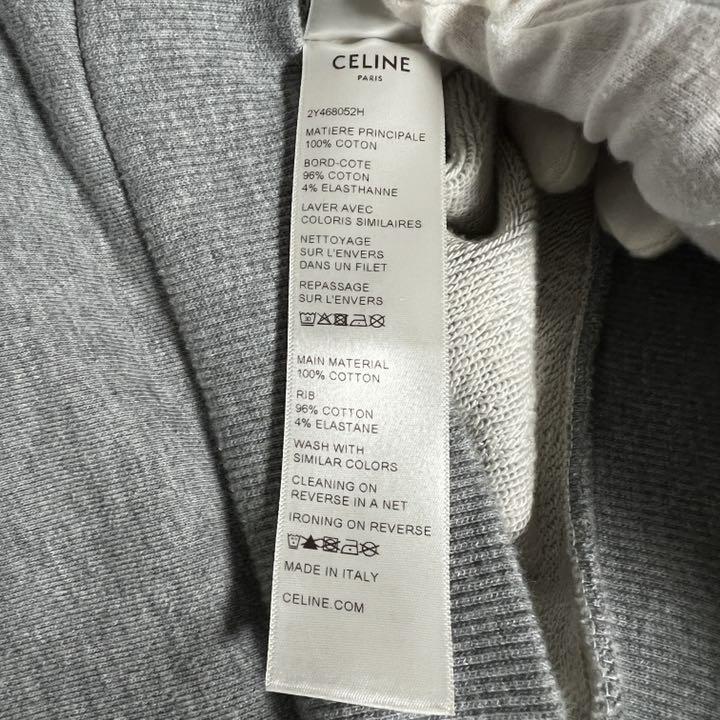 CELINE
PARIS
2Y468052H
MATIERE PRINCIPALE
100% COTON
BORD-COTE
96% COTON
4% ELASTHANNE
LAVER AVEC
COLORIS SIMILAIRES
NETTOYAGE
SUR L'ENVERS
DANS UN FILET
REPASSAGE
SUR L'ENVERS
30
MAIN MATERIAL
100% COTTON
RIB
96% COTTON
4% ELASTANE
WASH WITH
SIMILAR COLORS
CLEANING ON
REVERSE IN A NET
IRONING ON REVERSE
MADE IN ITALY
CELINE.COM